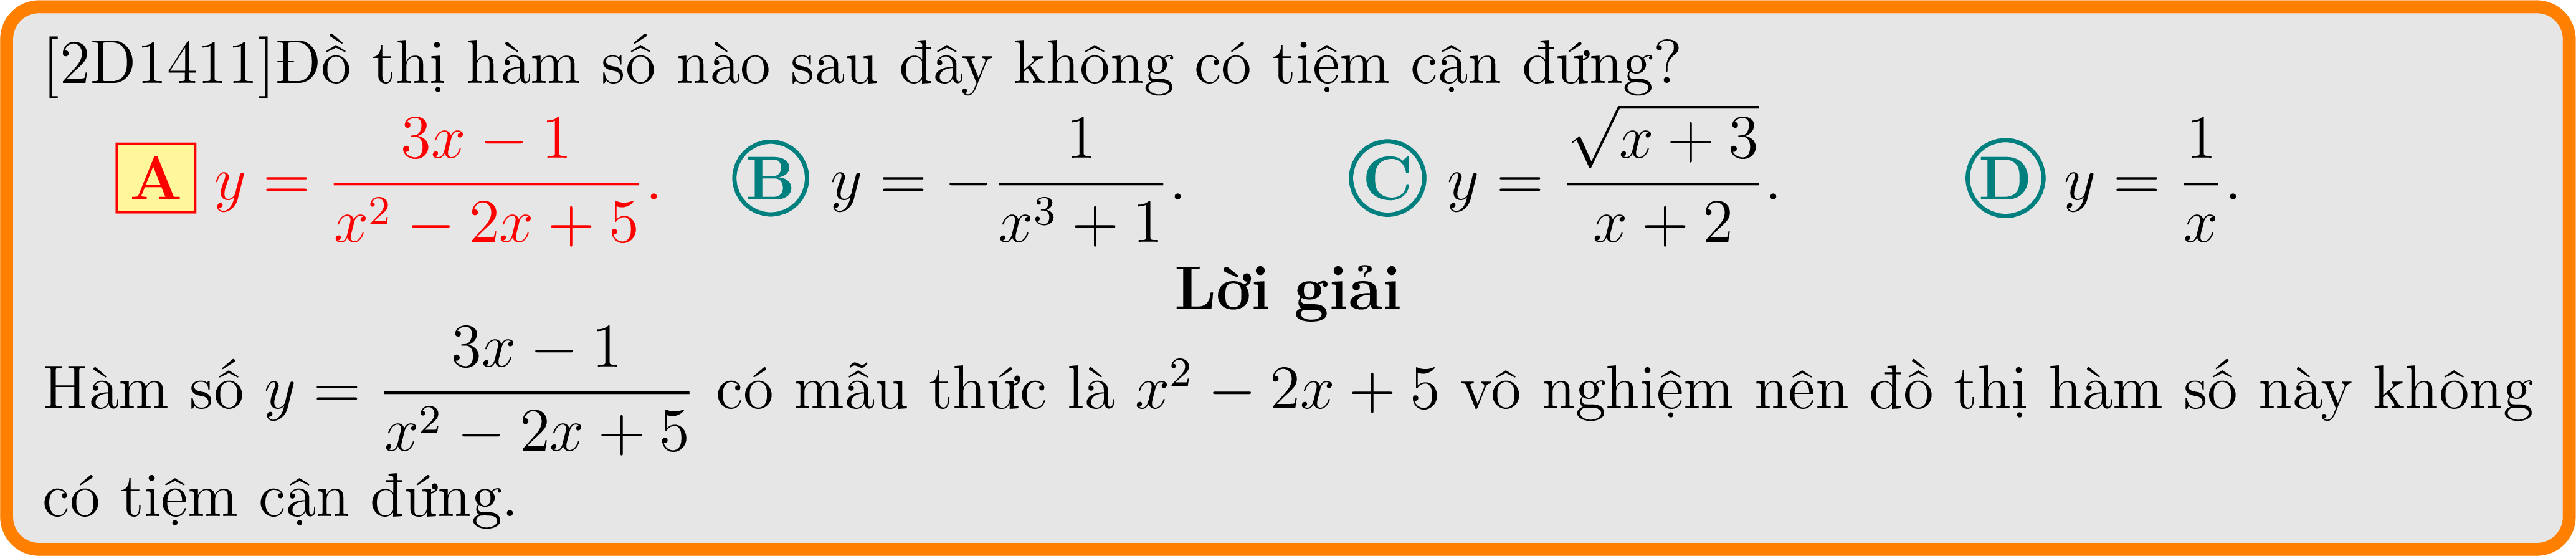 [2D1411]Đồ thị hàm số nào sau đây không có tiệm cận đứng?
A y = \frac{3x − 1}{x^2 − 2x + 5}. B y = −\frac{1}{x^3 + 1}. C y = \frac{\sqrt{x + 3}}{x + 2}. D y = \frac{1}{x}.
Lời giải
Hàm số y = \frac{3x − 1}{x^2 − 2x + 5} có mẫu thức là x^2 − 2x + 5 vô nghiệm nên đồ thị hàm số này không
có tiệm cận đứng.